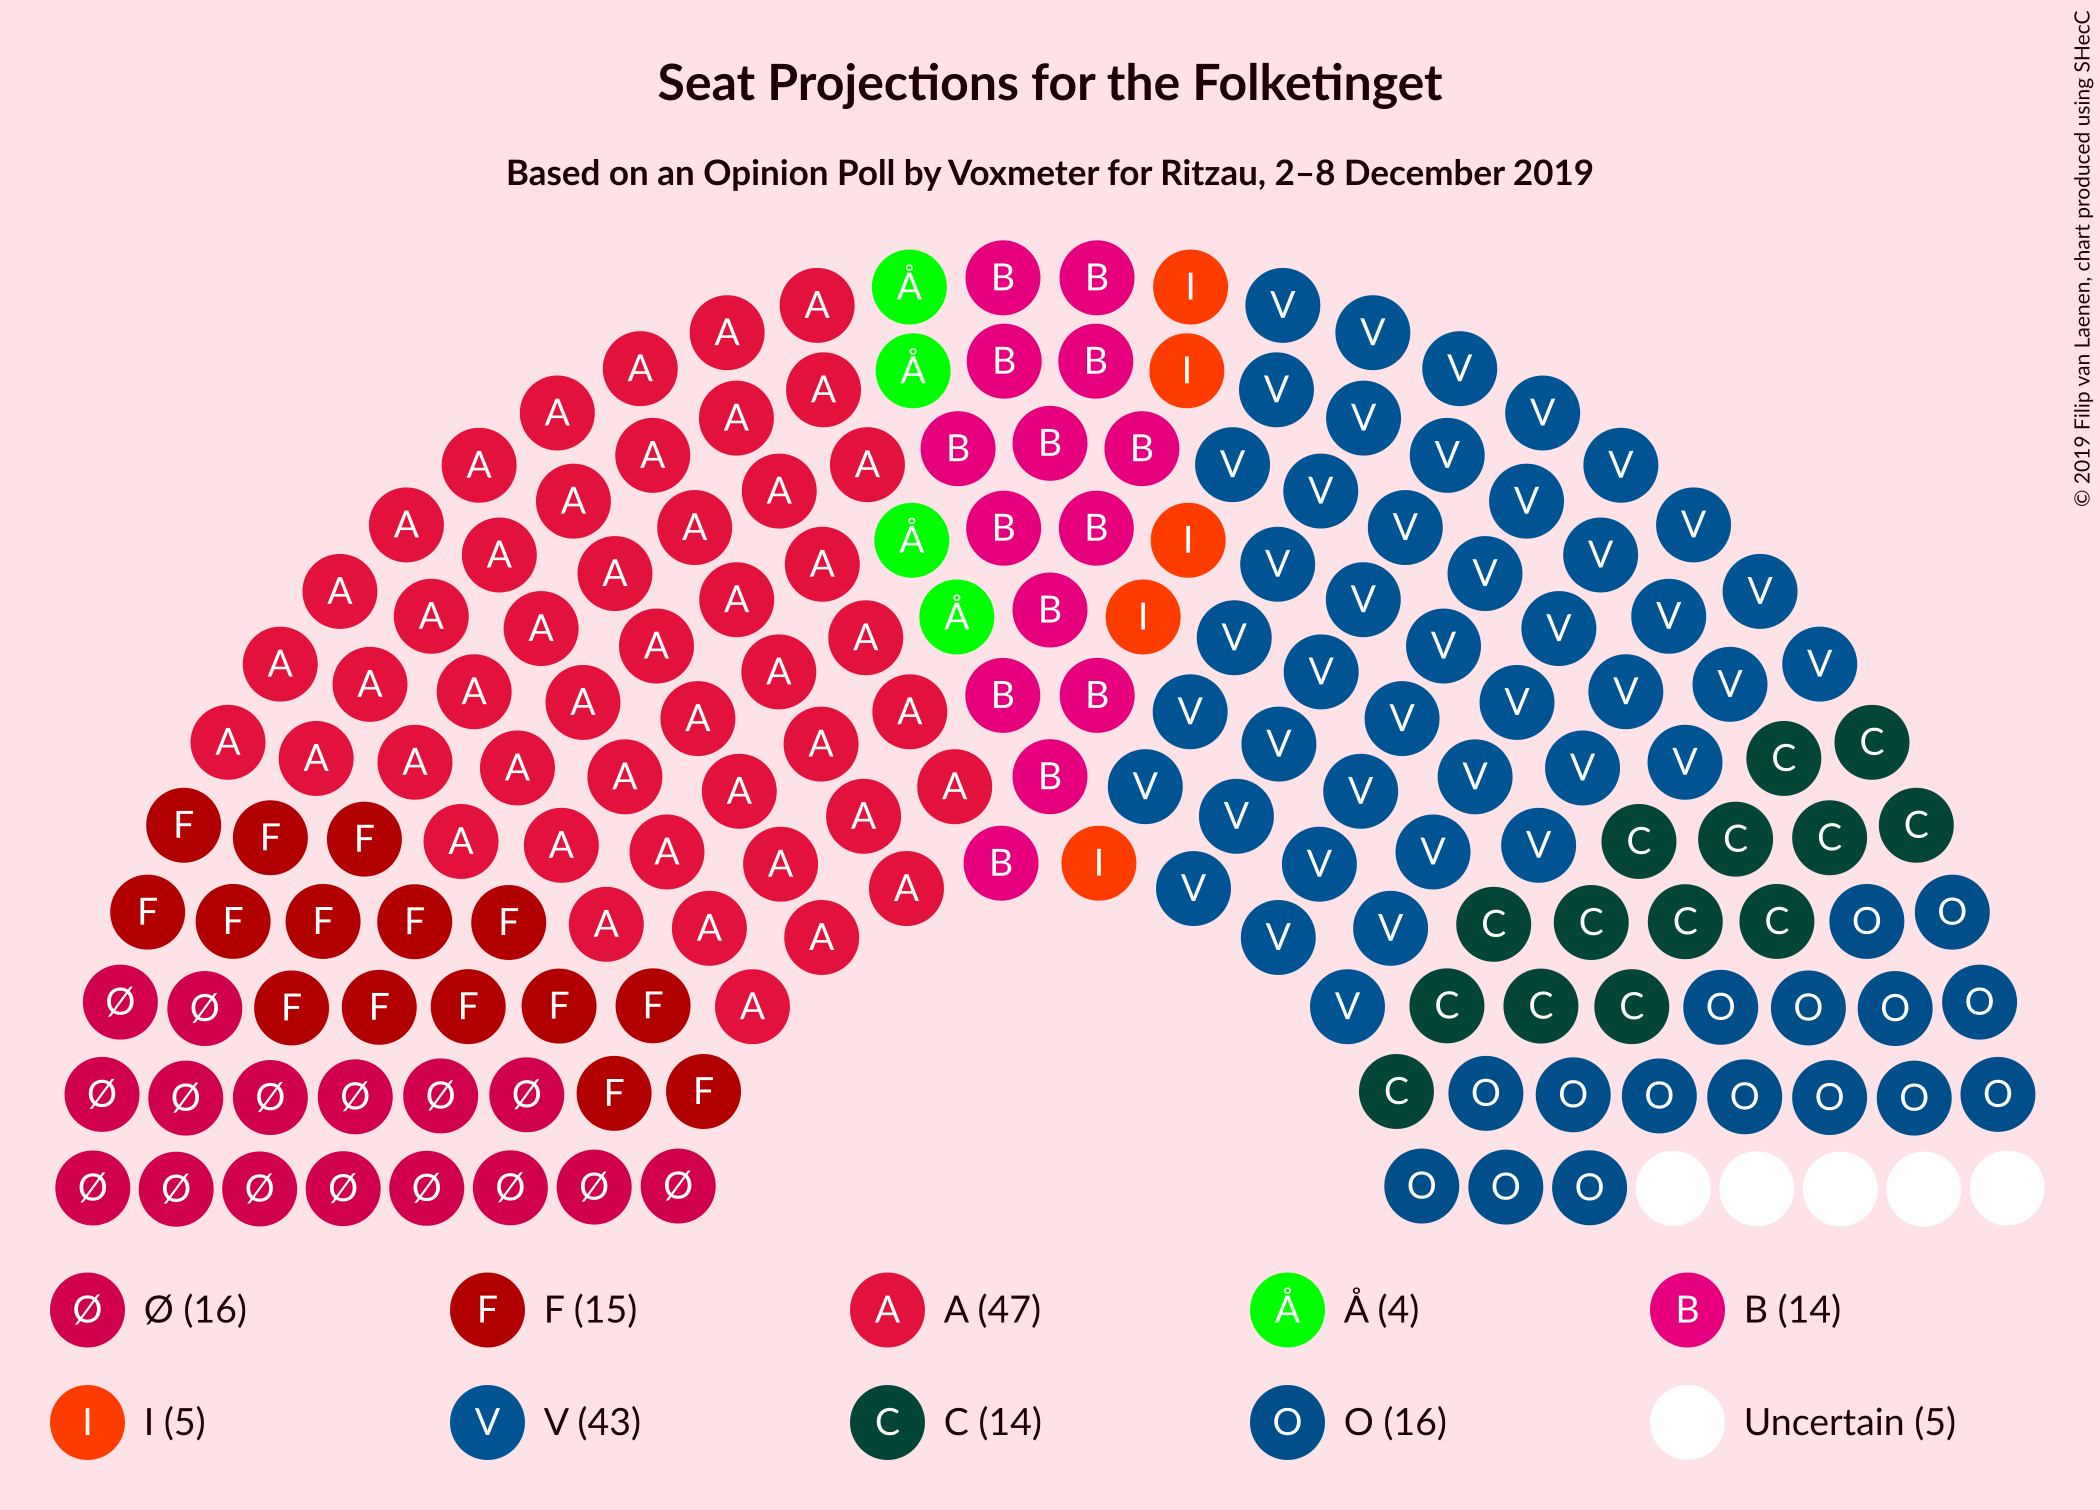 Seat Projections for the Folketinget
Based on an Opinion Poll by Voxmeter for Ritzau, 2–8 December 2019
© 2019 Filip van Laenen, chart produced using SHecC
Å B B I
A A V V
A Å B B I V
A A A V V V
A A A B B B V V V
A A A A V V V V
A A Å B B I V V
A A A A V V V V
A A A Å B I V V V
A A A A V V V V
A A A A B B V V V V
A A A A A V V V V V
A A A A A B V V V V C C
F F F A A A A A V V V V C C C C
F F F F F A A A B I V V V C C C C O O
Ø Ø F F F F F A V C C C O O O O
Ø Ø Ø Ø Ø Ø F F C O O O O O O O
Ø Ø Ø Ø Ø Ø Ø Ø O O O
Ø Ø (16) F F (15) A A (47) Å Å (4) B B (14)
I I (5) V V (43) C C (14) O O (16) Uncertain (5)